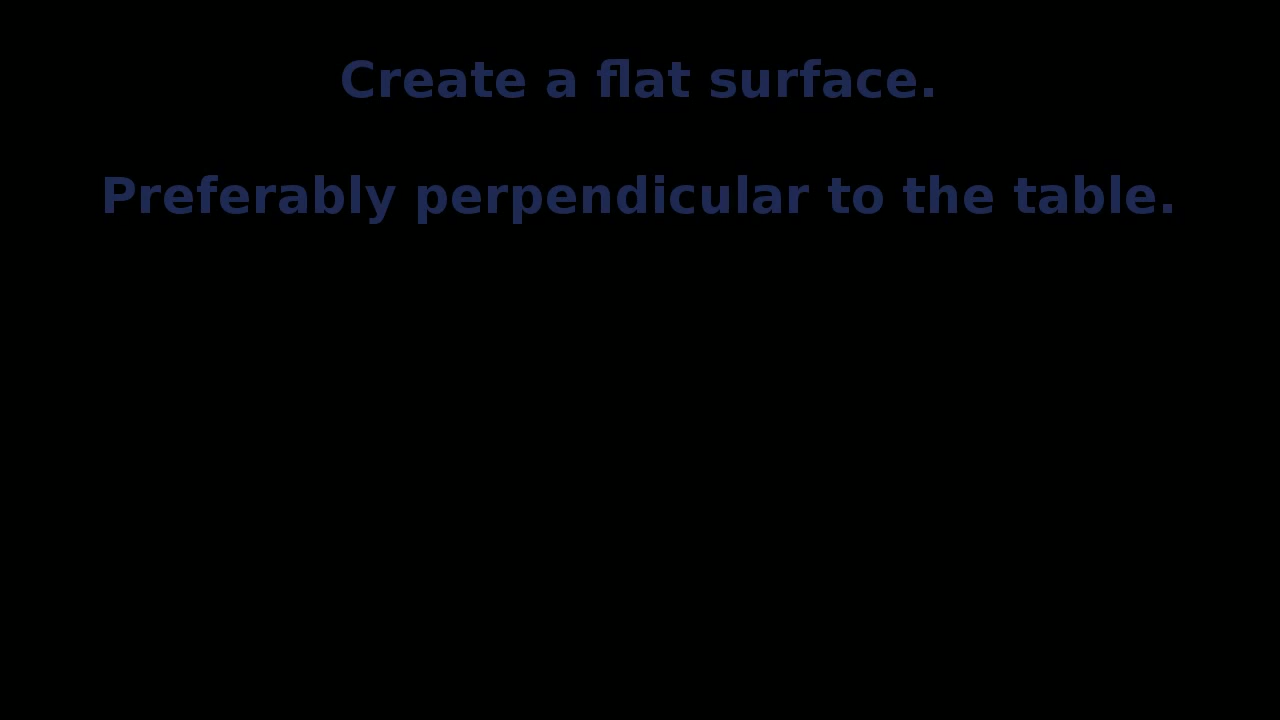 Create a flat surface.
Preferably perpendicular to the table.